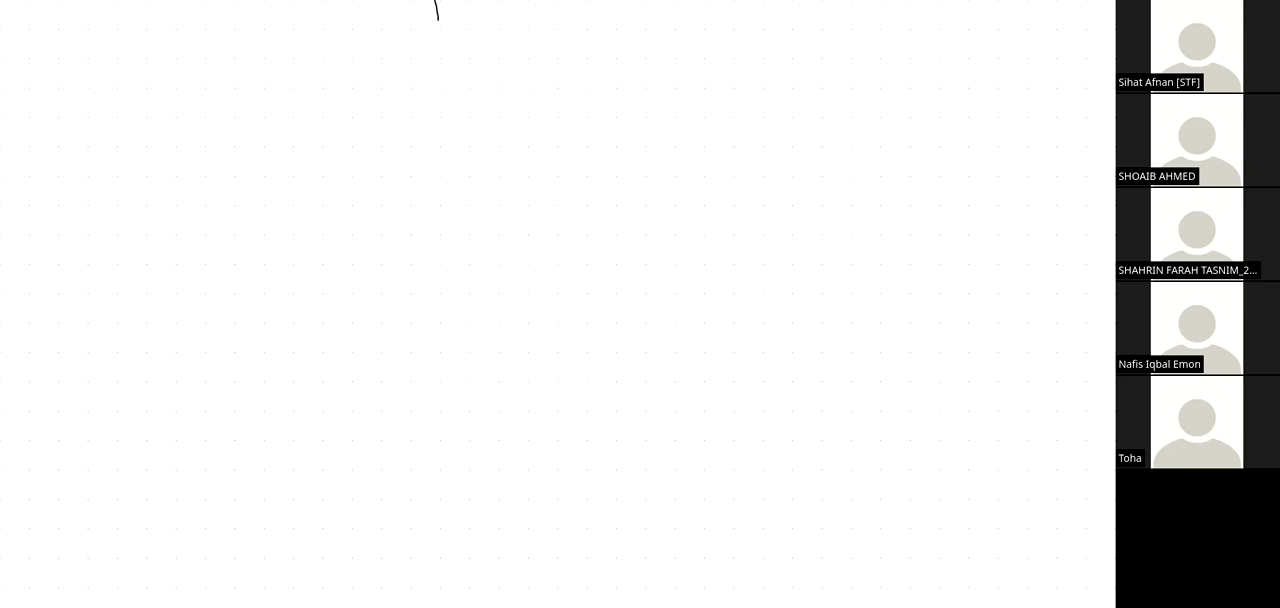 Sihat Afnan [STF]
SHOAIB AHMED
SHAHRIN FARAH TASNIM_2...
Nafis Iqbal Emon
Toha